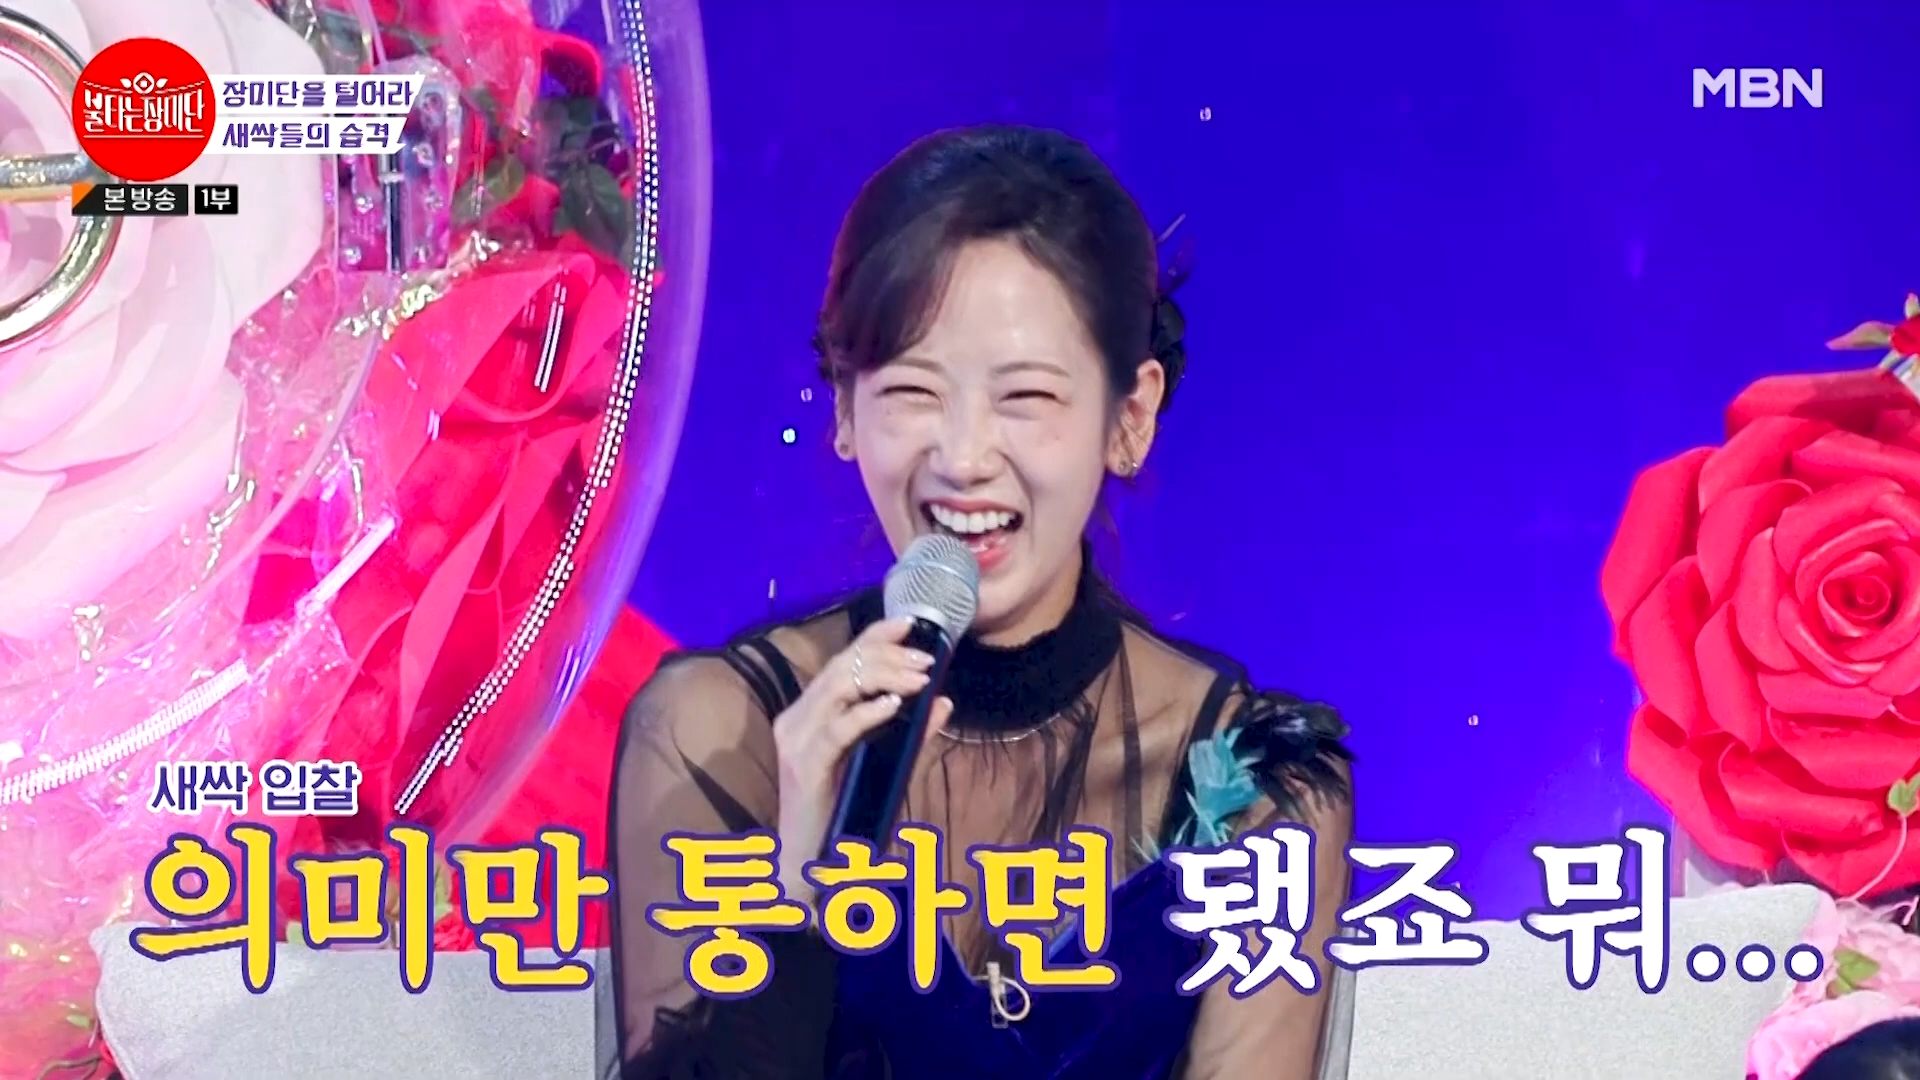 불타는장미단
장미단을 털어라
새싹들의 습격
본방송 1부
MBN
새싹 입찰
의미만 통하면 됐죠 뭐...